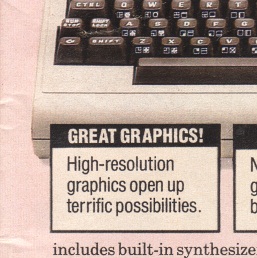 CTRL Q W E R T
RUN STOP SHIFT LOCK A S D F G
C= SHIFT Z X C V B
GREAT GRAPHICS!
High-resolution
graphics open up
terrific possibilities.
N
g
b
includes built-in synthesize